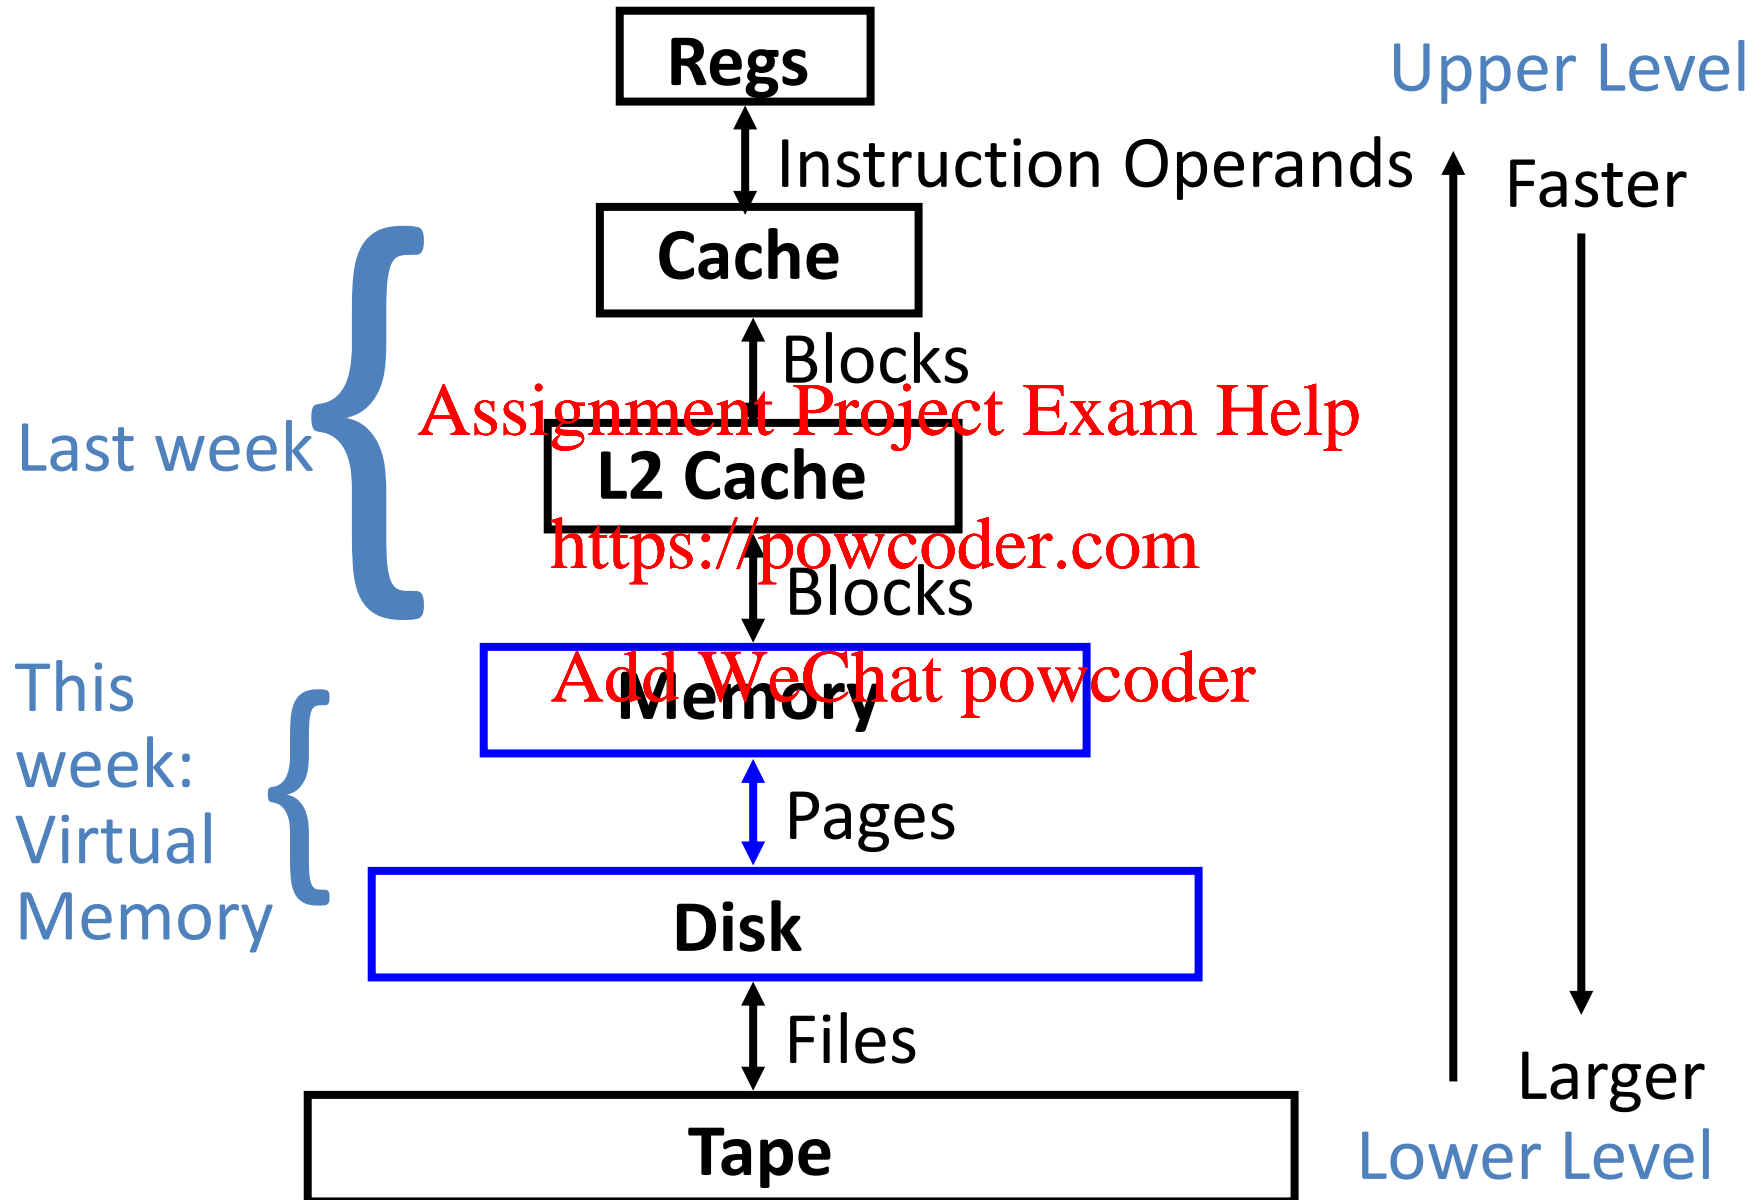 Regs
Upper Level
Instruction Operands
Faster
Cache
Blocks
Assignment Project Exam Help
Last week
L2 Cache
https://powcoder.com
Blocks
Add WeChat powcoder
Memory
This
week:
Virtual
Memory
Pages
Disk
Files
Larger
Tape
Lower Level